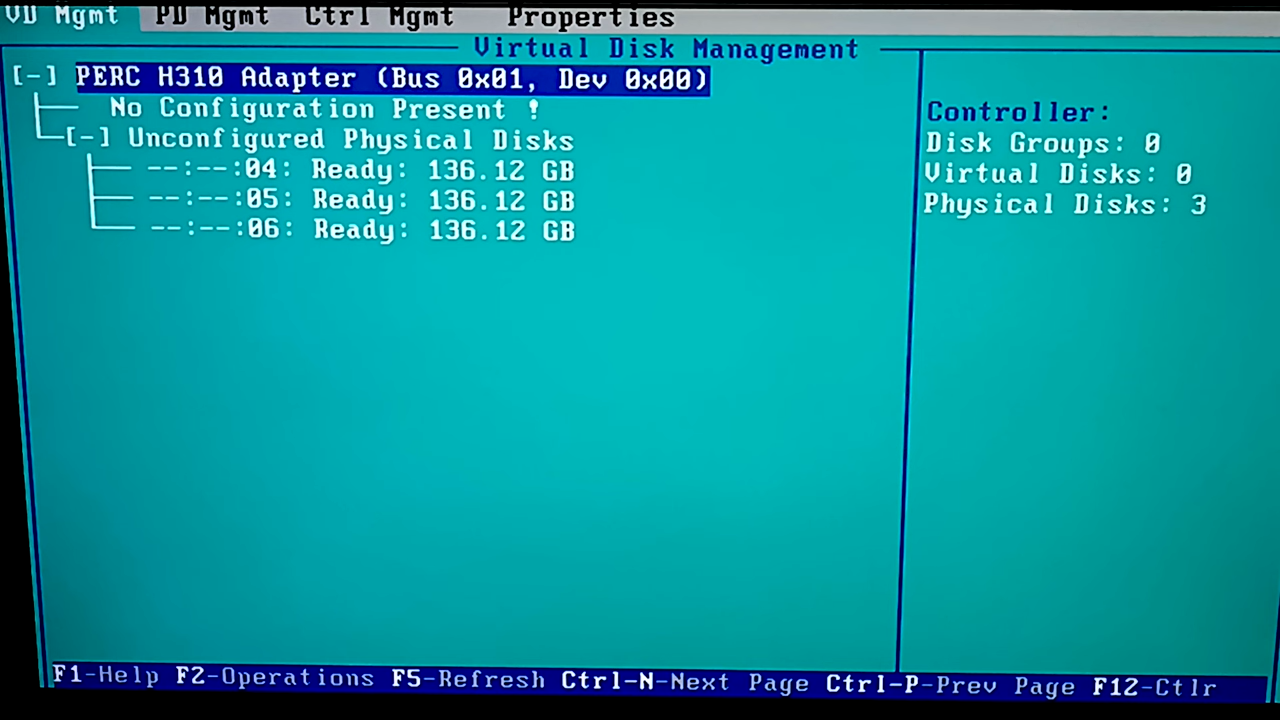 VD Mgmt PD Mgmt Ctrl Mgmt Properties
Virtual Disk Management
[-] PERC H310 Adapter (Bus 0x01, Dev 0x00)
No Configuration Present !
[-] Unconfigured Physical Disks
--:--:04: Ready: 136.12 GB
--:--:05: Ready: 136.12 GB
--:--:06: Ready: 136.12 GB
Controller:
Disk Groups: 0
Virtual Disks: 0
Physical Disks: 3
F1-Help F2-Operations F5-Refresh Ctrl-N-Next Page Ctrl-P-Prev Page F12-Ctlr